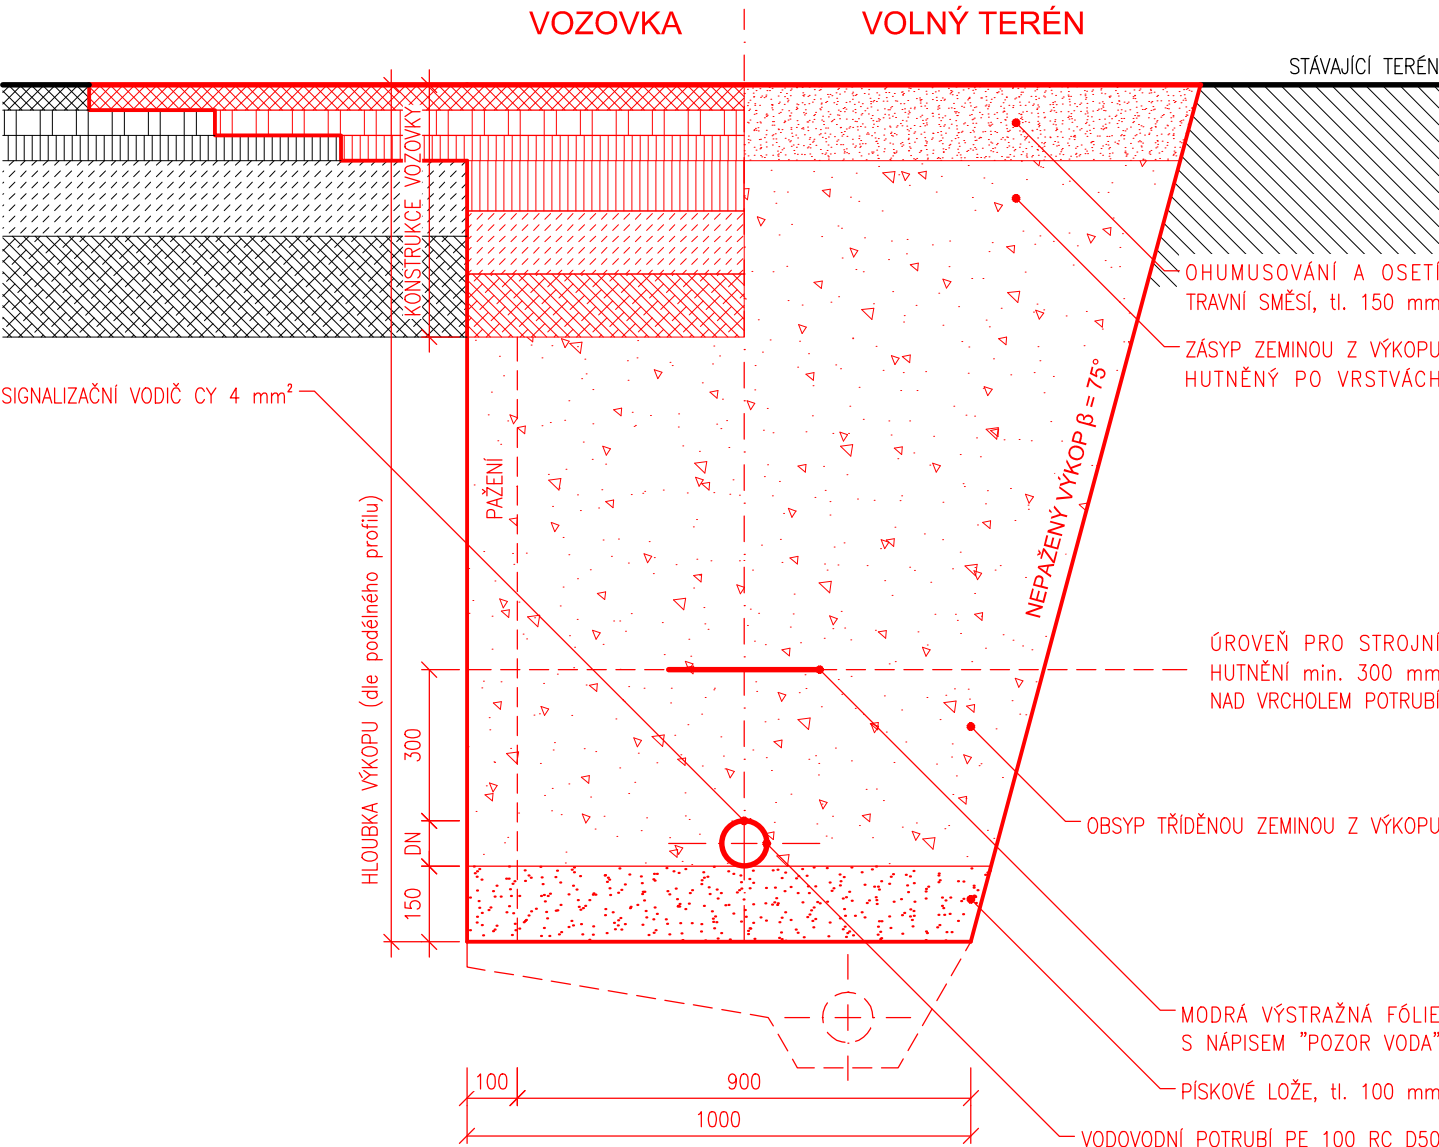 VOZOVKA
VOLNÝ TERÉN
STÁVAJÍCÍ TERÉN
KONSTRUKCE VOZOVKY
OHUMUSOVÁNÍ A OSETÍ
TRAVNÍ SMĚSÍ, tl. 150 mm
ZÁSYP ZEMINOU Z VÝKOPU
HUTNĚNÝ PO VRSTVÁCH
SIGNALIZAČNÍ VODIČ CY 4 mm²
PAŽENÍ
NEPAŽENÝ VÝKOP β = 75°
HLOUBKA VÝKOPU (dle podélného profilu)
ÚROVEŇ PRO STROJNÍ
HUTNĚNÍ min. 300 mm
NAD VRCHOLEM POTRUBÍ
300
DN
150
OBSYP TŘÍDĚNOU ZEMINOU Z VÝKOPU
MODRÁ VÝSTRAŽNÁ FÓLIE
S NÁPISEM "POZOR VODA"
PÍSKOVÉ LOŽE, tl. 100 mm
VODOVODNÍ POTRUBÍ PE 100 RC D50
100
900
1000